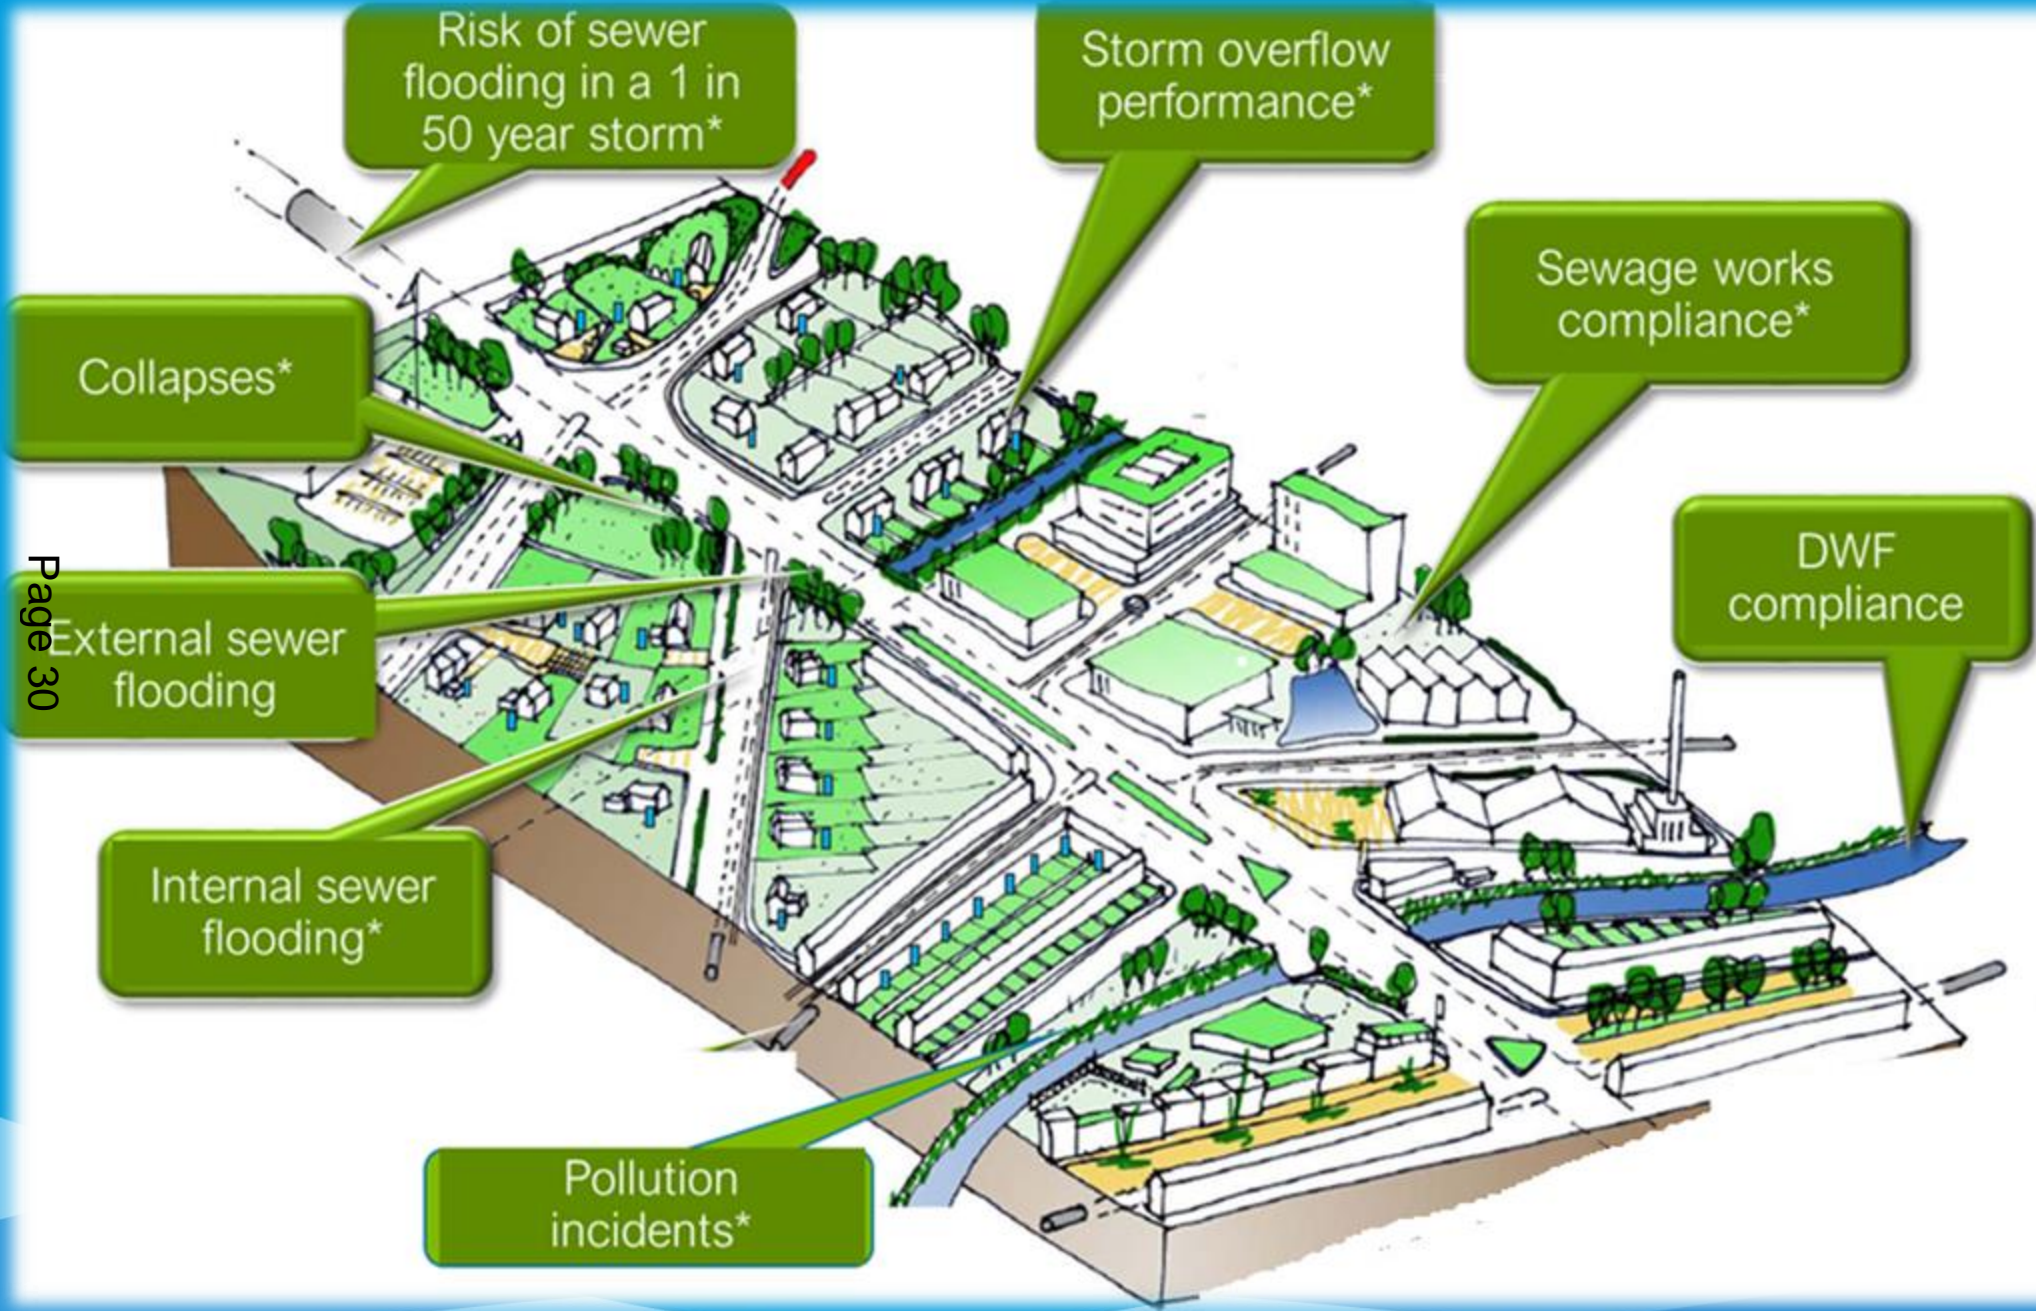 Risk of sewer
flooding in a 1 in
50 year storm*
Storm overflow
performance*
Sewage works
compliance*
Collapses*
DWF
compliance
Page 30
External sewer
flooding
Internal sewer
flooding*
Pollution
incidents*